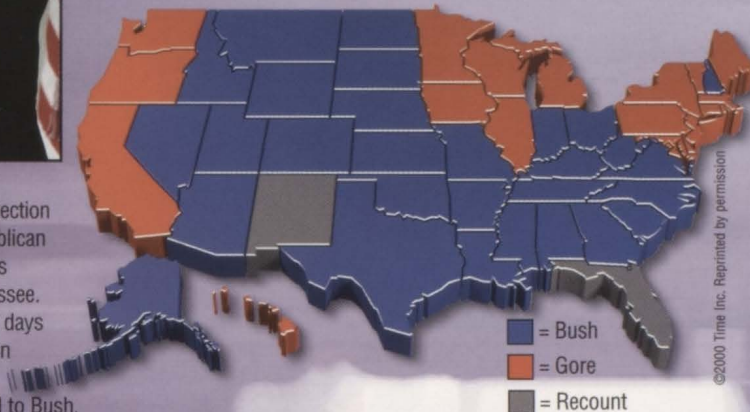 ection
blican
s
ssee.
days
n
to Bush.
= Bush
= Gore
= Recount
©2000 Time Inc. Reprinted by permission